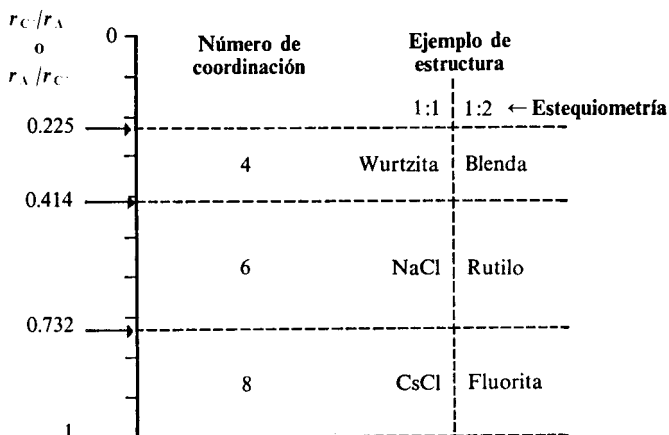 r_C/r_A
o
r_A/r_C
0
Número de
coordinación
Ejemplo de
estructura
1:1 1:2 ← Estequiometría
0.225
4 Wurtzita Blenda
0.414
6 NaCl Rutilo
0.732
8 CsCl Fluorita
1